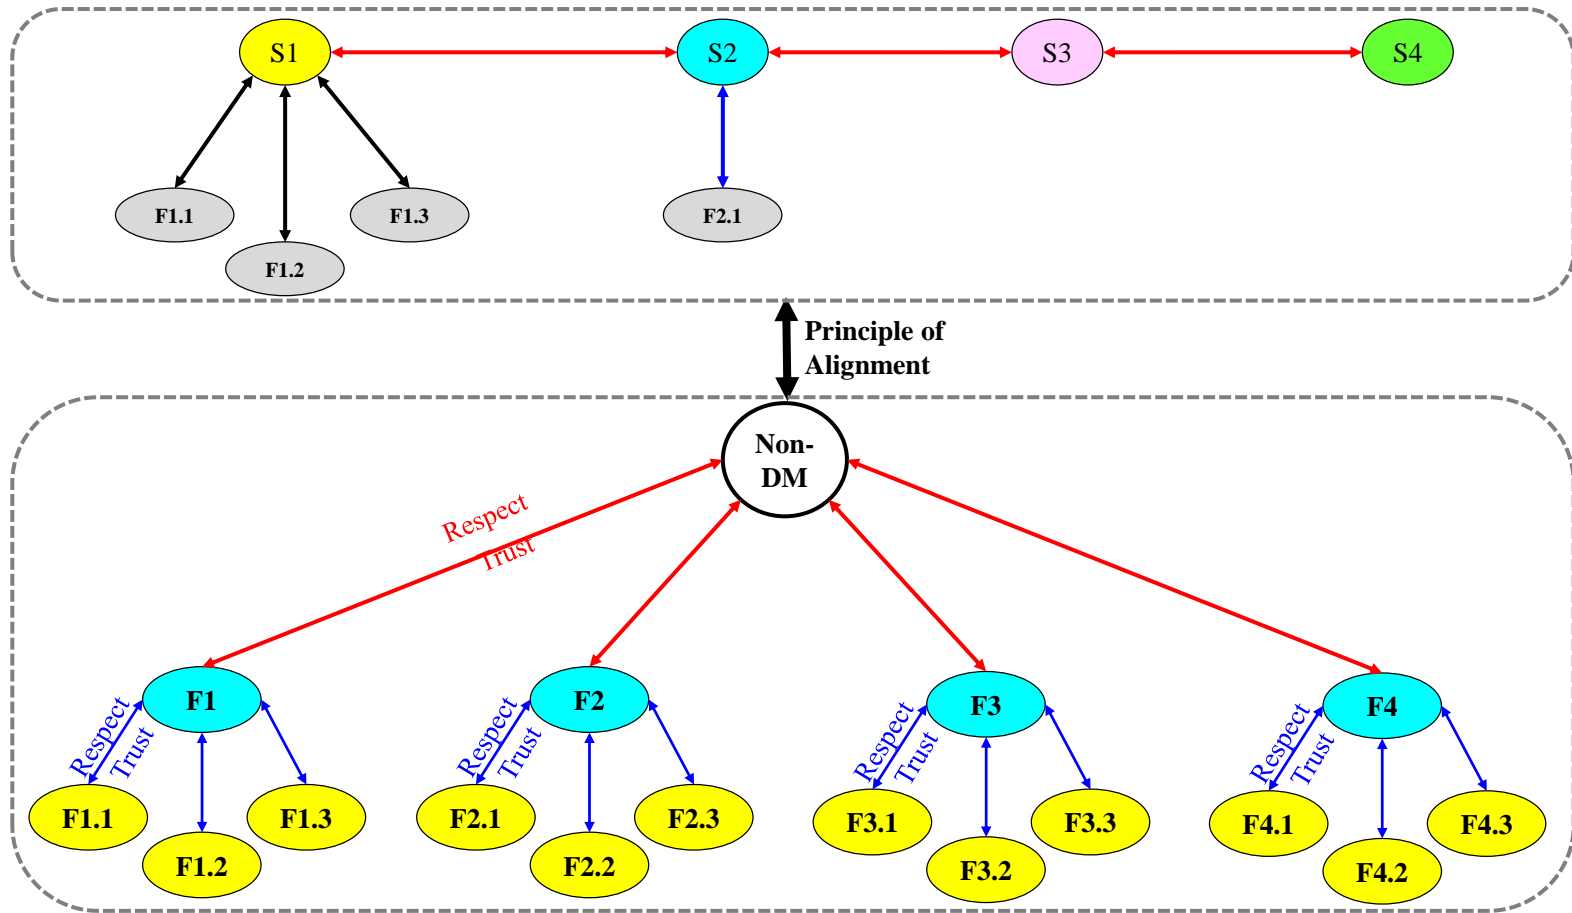 S1
S2
S3
S4
F1.1
F1.3
F2.1
F1.2
Principle of
Alignment
Non-
DM
Respect
Trust
F1
F2
F3
F4
Respect
Trust
Respect
Trust
Respect
Trust
Respect
Trust
F1.1
F1.3
F2.1
F2.3
F3.1
F3.3
F4.1
F4.3
F1.2
F2.2
F3.2
F4.2